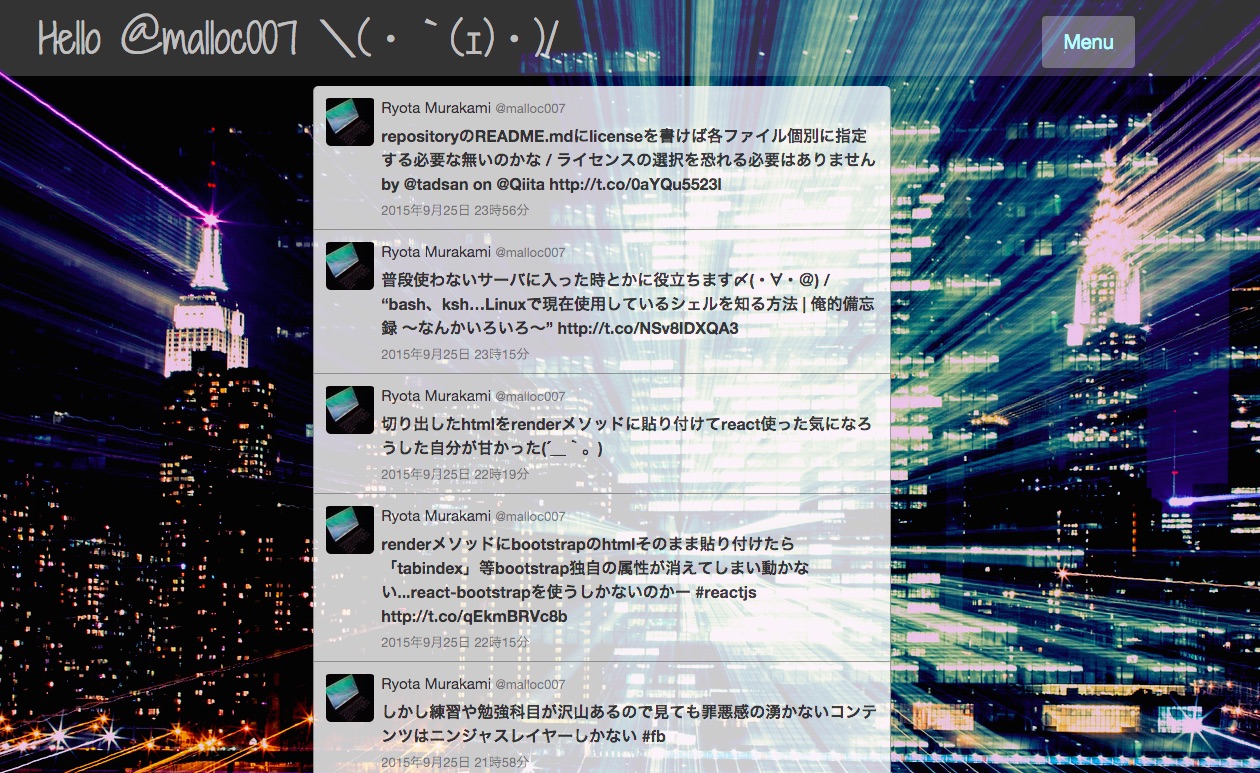 Hello @malloc007 ＼(・｀(ｪ)・)/
Menu
Ryota Murakami @malloc007
repositoryのREADME.mdにlicenseを書けば各ファイル個別に指定
する必要な無いのかな / ライセンスの選択を恐れる必要はありません
by @tadsan on @Qiita http://t.co/0aYQu5523l
2015年9月25日 23時56分
Ryota Murakami @malloc007
普段使わないサーバに入った時とかに役立ちます〆(・∀・@) /
“bash、ksh…Linuxで現在使用しているシェルを知る方法 | 俺的備忘
録 〜なんかいろいろ〜” http://t.co/NSv8lDXQA3
2015年9月25日 23時15分
Ryota Murakami @malloc007
切り出したhtmlをrenderメソッドに貼り付けてreact使った気になろ
うした自分が甘かった(´＿｀。)
2015年9月25日 22時19分
Ryota Murakami @malloc007
renderメソッドにbootstrapのhtmlそのまま貼り付けたら
「tabindex」等bootstrap独自の属性が消えてしまい動かな
い...react-bootstrapを使うしかないのかー #reactjs
http://t.co/qEkmBRVc8b
2015年9月25日 22時15分
Ryota Murakami @malloc007
しかし練習や勉強科目が沢山あるので見ても罪悪感の湧かないコンテ
ンツはニンジャスレイヤーしかない #fb
2015年9月25日 21時58分